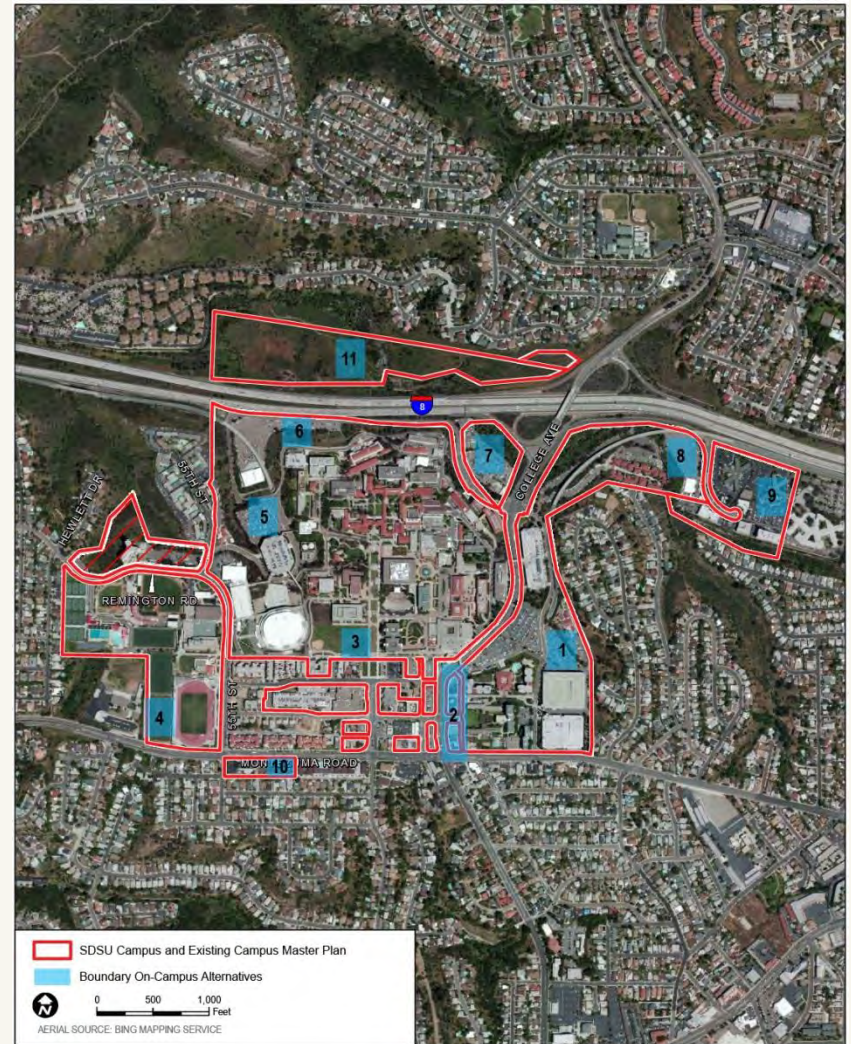 11
8
6
7
COLLEGE AVE
8
9
55TH ST
5
HEWLETT DR
REMINGTON RD
3
1
2
4
55TH ST
10
MA ROAD
SDSU Campus and Existing Campus Master Plan
Boundary On-Campus Alternatives
N
0 500 1,000
Feet
AERIAL SOURCE: BING MAPPING SERVICE